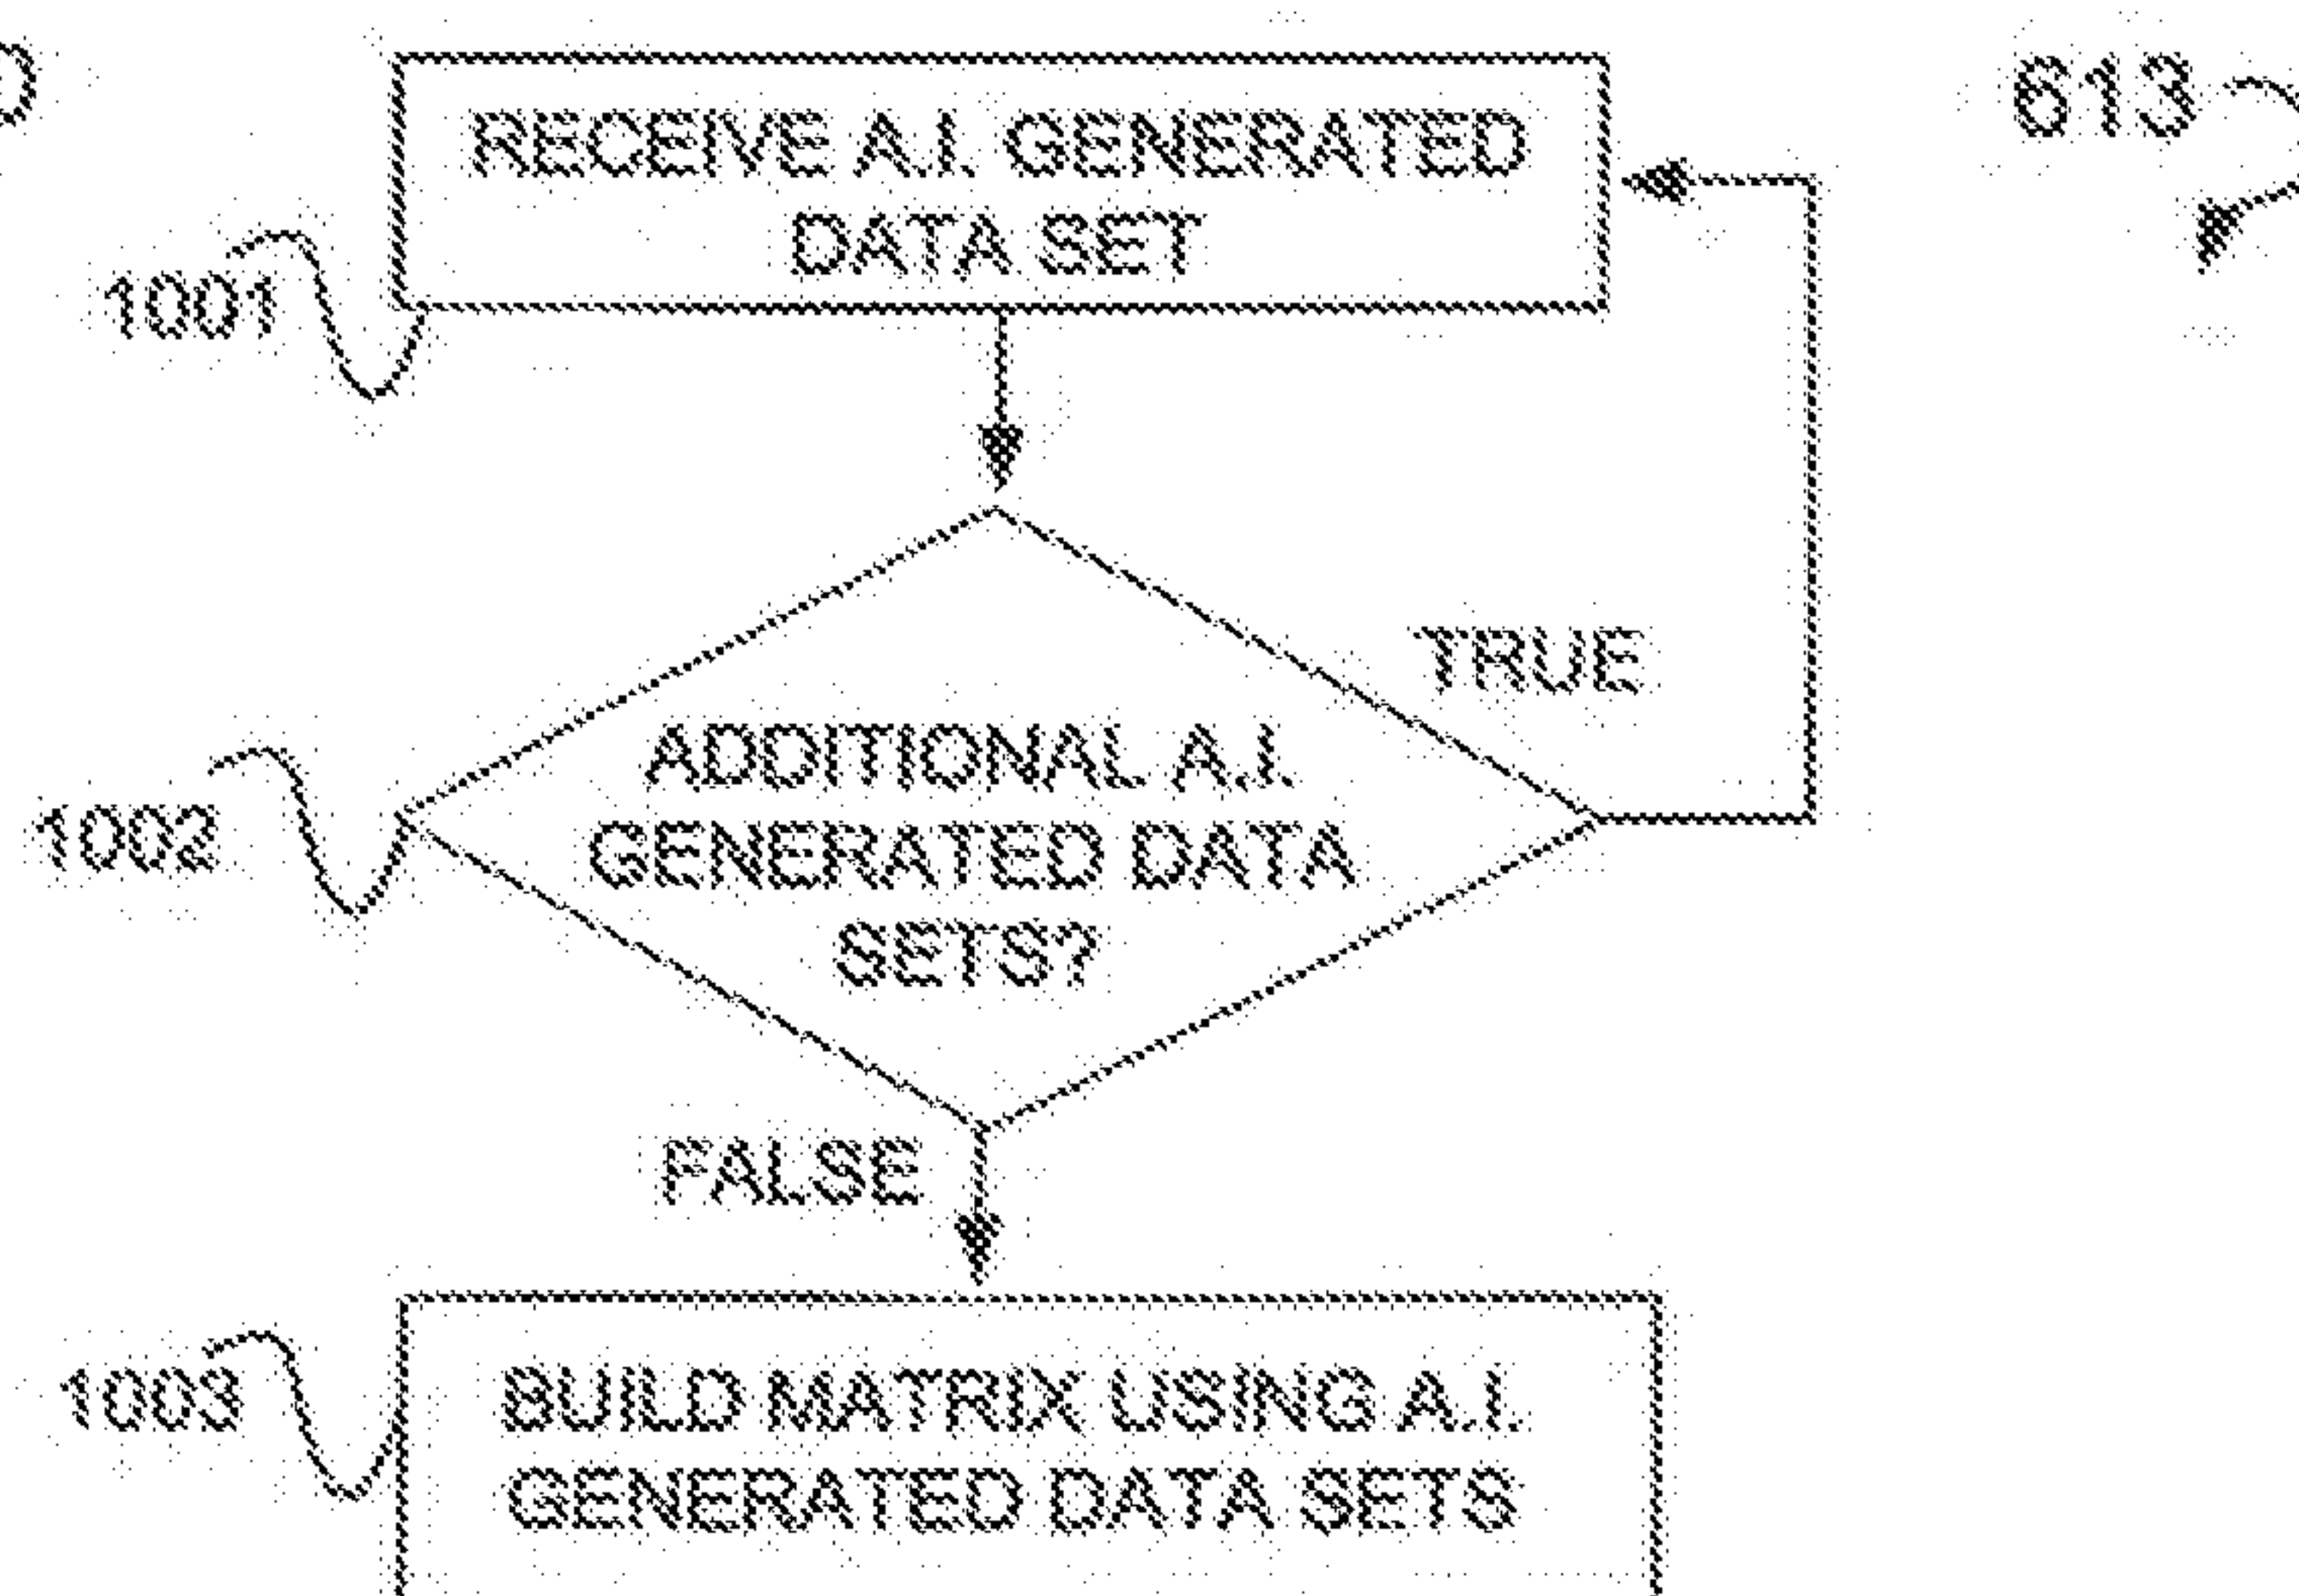 613
RECEIVE A.I. GENERATED
DATA SET
1001
TRUE
ADDITIONAL A.I.
GENERATED DATA
SETS?
1002
FALSE
BUILD MATRIX USING A.I.
GENERATED DATA SETS
1003